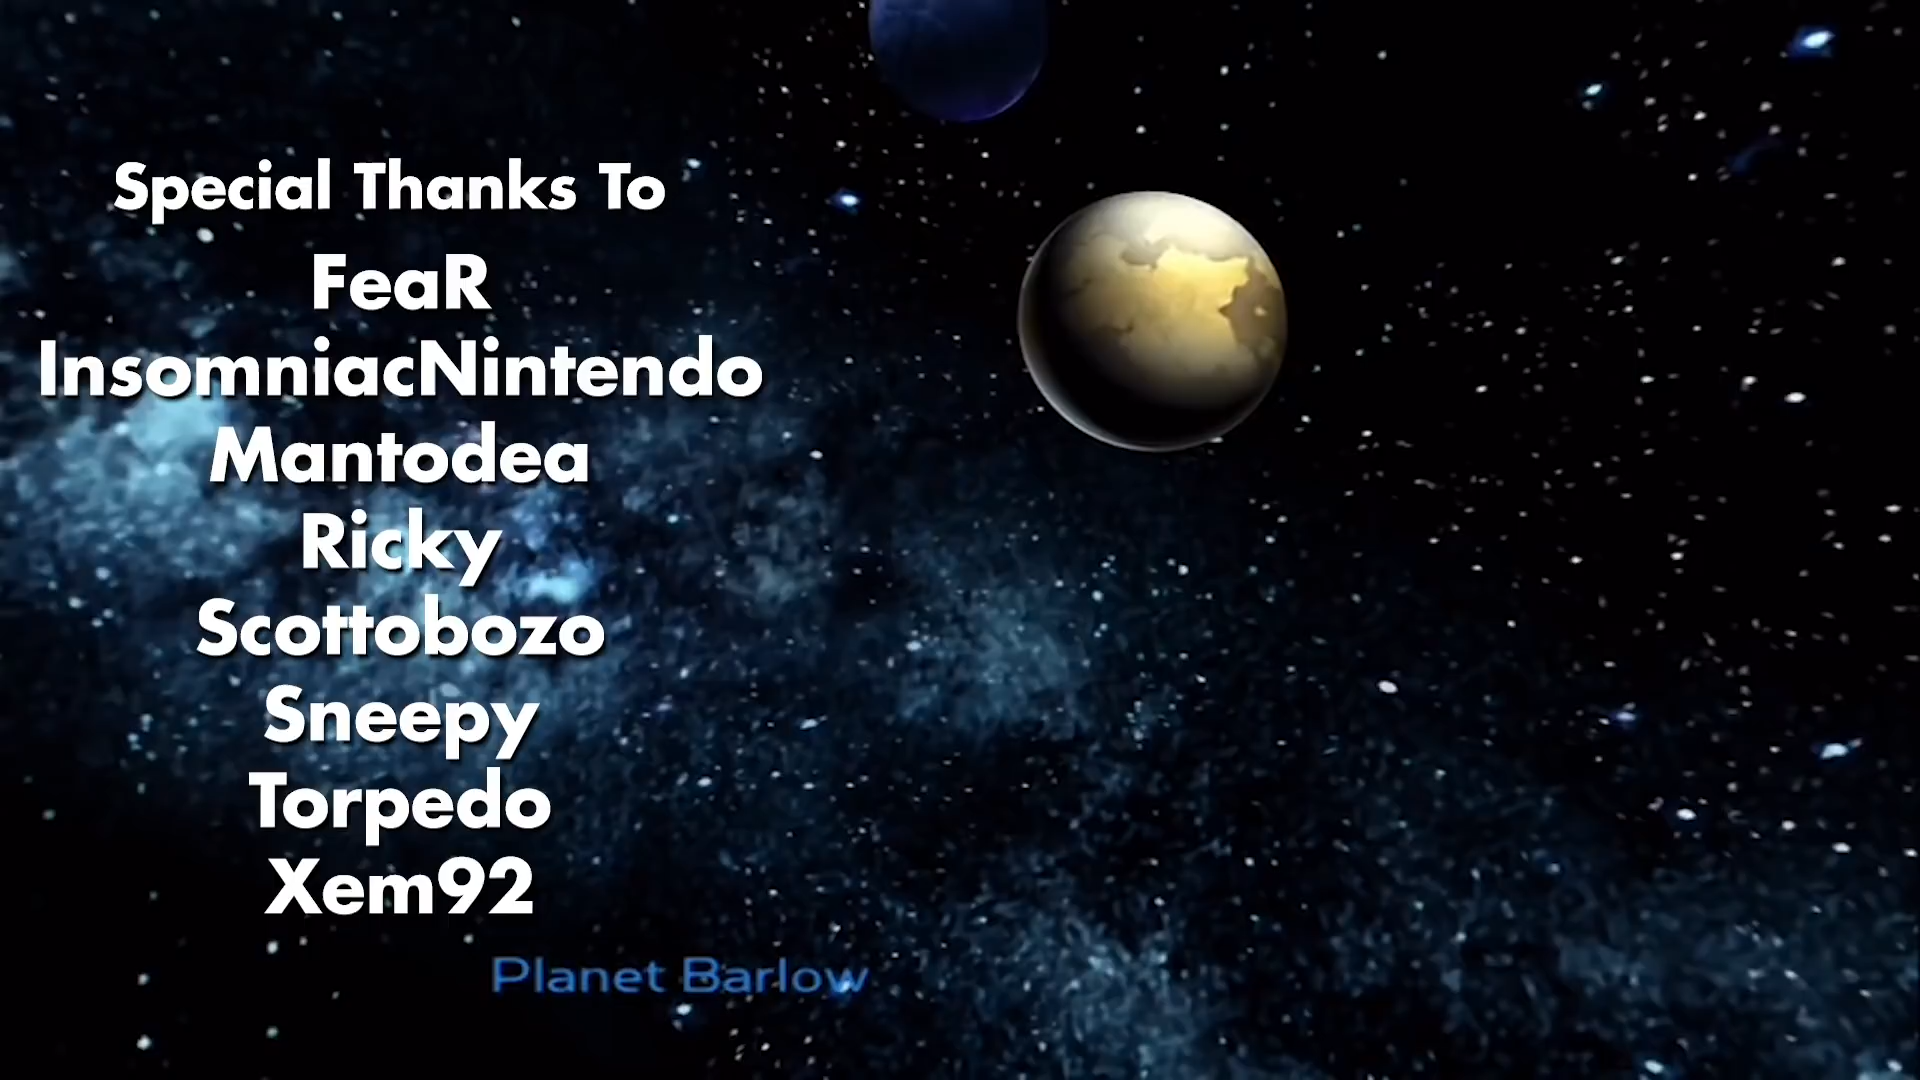 Special Thanks To
FeaR
InsomniacNintendo
Mantodea
Ricky
Scottobozo
Sneepy
Torpedo
Xem92
Planet Barlow